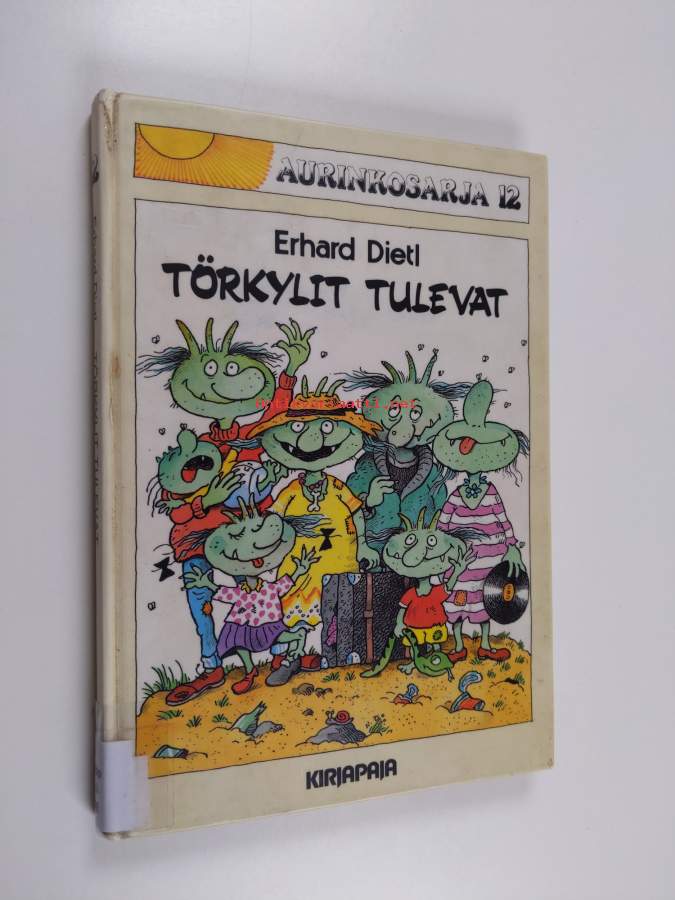 AURINKOSARJA 12
Erhard Dietl
TÖRKYLIT TULEVAT
KIRJAPAJA